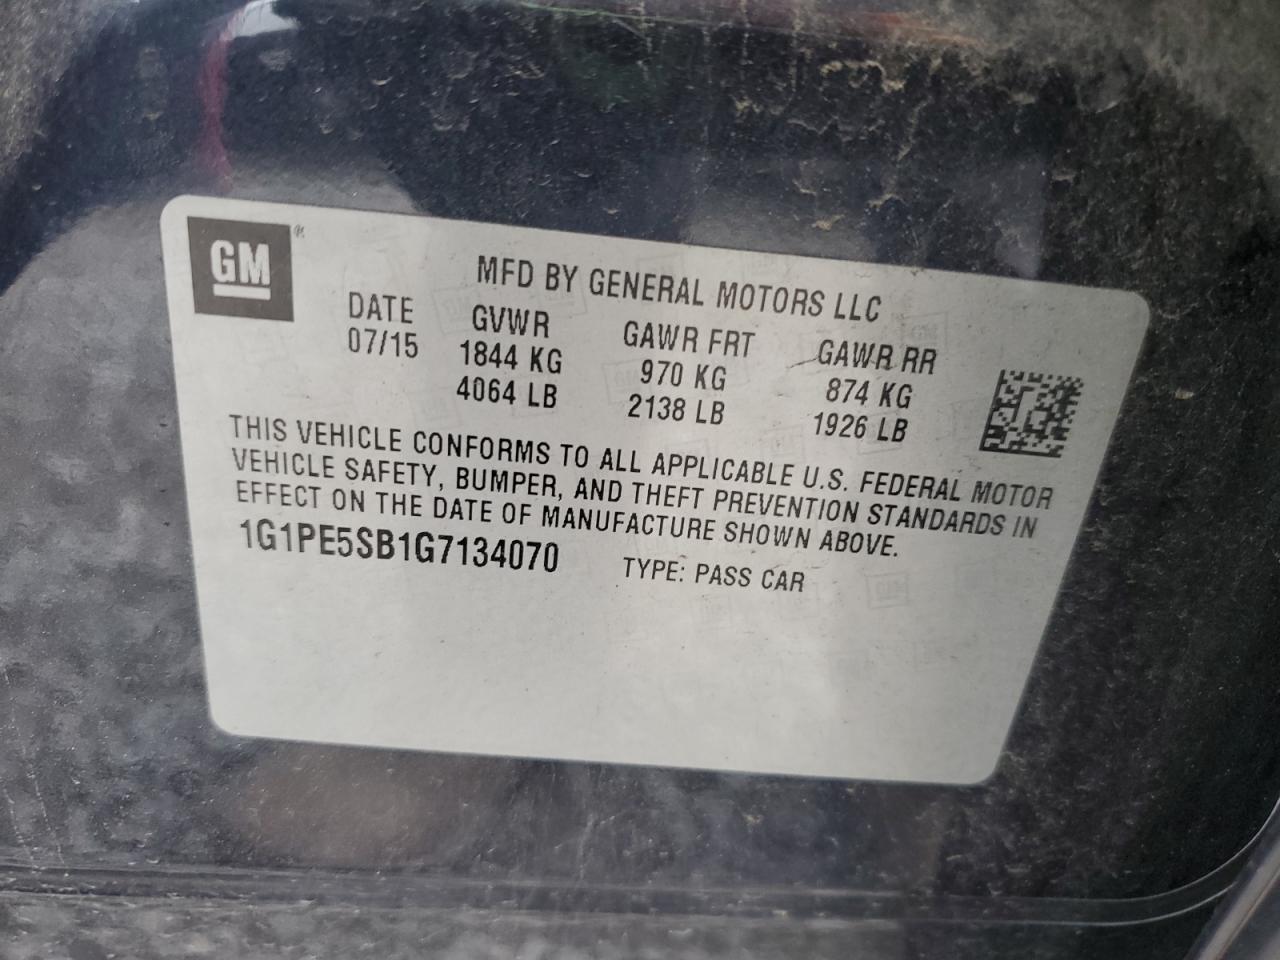 GM®
MFD BY GENERAL MOTORS LLC
DATE GVWR GAWR FRT GAWR RR
07/15 1844 KG 970 KG 874 KG
4064 LB 2138 LB 1926 LB
THIS VEHICLE CONFORMS TO ALL APPLICABLE U.S. FEDERAL MOTOR
VEHICLE SAFETY, BUMPER, AND THEFT PREVENTION STANDARDS IN
EFFECT ON THE DATE OF MANUFACTURE SHOWN ABOVE.
1G1PE5SB1G7134070 TYPE: PASS CAR